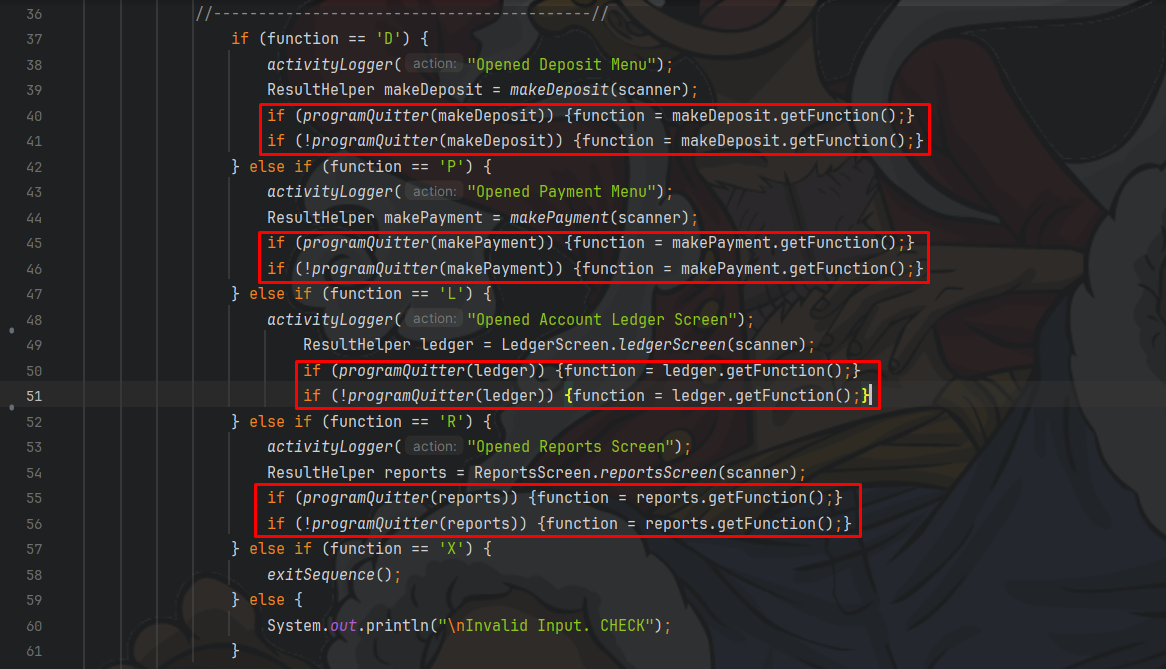 36 //------------------------------------------//
37 if (function == 'D') {
38 activityLogger( action: "Opened Deposit Menu");
39 ResultHelper makeDeposit = makeDeposit(scanner);
40 if (programQuitter(makeDeposit)) {function = makeDeposit.getFunction();}
41 if (!programQuitter(makeDeposit)) {function = makeDeposit.getFunction();}
42 } else if (function == 'P') {
43 activityLogger( action: "Opened Payment Menu");
44 ResultHelper makePayment = makePayment(scanner);
45 if (programQuitter(makePayment)) {function = makePayment.getFunction();}
46 if (!programQuitter(makePayment)) {function = makePayment.getFunction();}
47 } else if (function == 'L') {
48 activityLogger( action: "Opened Account Ledger Screen");
49 ResultHelper ledger = LedgerScreen.ledgerScreen(scanner);
50 if (programQuitter(ledger)) {function = ledger.getFunction();}
51 if (!programQuitter(ledger)) {function = ledger.getFunction();}
52 } else if (function == 'R') {
53 activityLogger( action: "Opened Reports Screen");
54 ResultHelper reports = ReportsScreen.reportsScreen(scanner);
55 if (programQuitter(reports)) {function = reports.getFunction();}
56 if (!programQuitter(reports)) {function = reports.getFunction();}
57 } else if (function == 'X') {
58 exitSequence();
59 } else {
60 System.out.println("\nInvalid Input. CHECK");
61 }